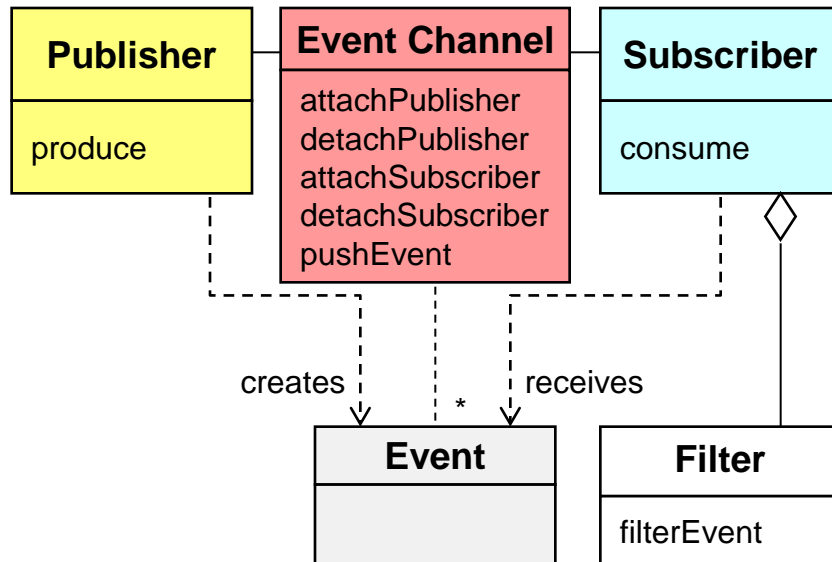 Publisher
produce
Event Channel
attachPublisher
detachPublisher
attachSubscriber
detachSubscriber
pushEvent
Subscriber
consume
creates
*
receives
Event
Filter
filterEvent